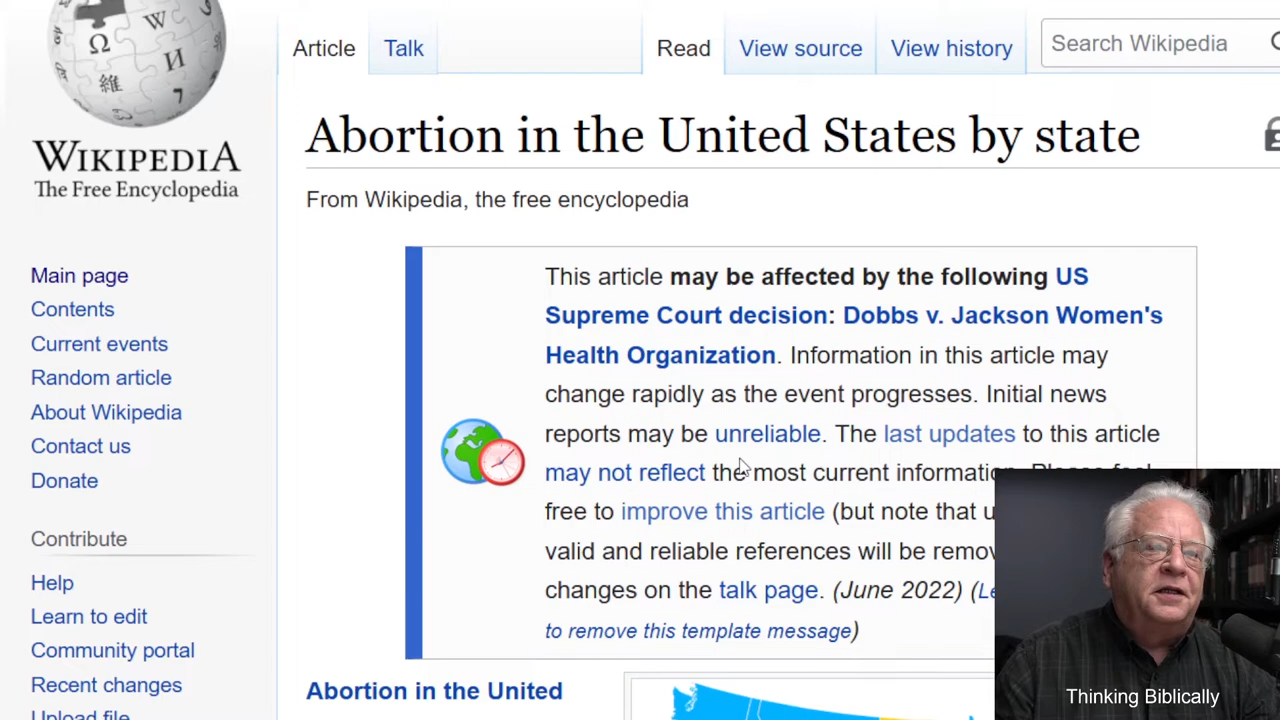 Article
Talk
Read
View source
View history
Search Wikipedia
WIKIPEDIA
The Free Encyclopedia
Abortion in the United States by state
From Wikipedia, the free encyclopedia
Main page
Contents
Current events
Random article
About Wikipedia
Contact us
Donate
Contribute
Help
Learn to edit
Community portal
Recent changes
Upload file
This article may be affected by the following US
Supreme Court decision: Dobbs v. Jackson Women's
Health Organization. Information in this article may
change rapidly as the event progresses. Initial news
reports may be unreliable. The last updates to this article
may not reflect the most current information. Please feel
free to improve this article (but note that u
valid and reliable references will be remov
changes on the talk page. (June 2022) (Le
to remove this template message)
Abortion in the United
Thinking Biblically